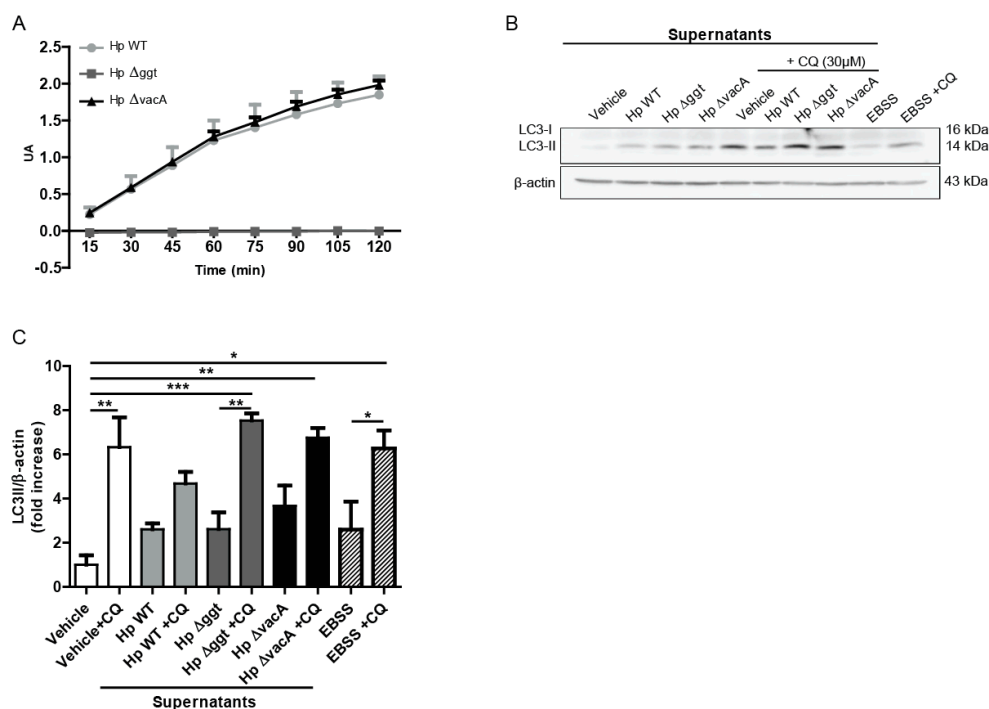 A
2.5
2.0
1.5
1.0
0.5
0.0
-0.5
UA
Hp WT
Hp Δggt
Hp ΔvacA
15 30 45 60 75 90 105 120
Time (min)
B
Supernatants
+ CQ (30µM)
Vehicle Hp WT Hp Δggt Hp ΔvacA Vehicle Hp WT Hp Δggt Hp ΔvacA EBSS EBSS +CQ
LC3-I 16 kDa
LC3-II 14 kDa
β-actin 43 kDa
C
10
8
6
4
2
0
LC3II/β-actin
(fold increase)
*
**
***
** ** *
Vehicle Vehicle+CQ Hp WT Hp WT +CQ Hp Δggt Hp Δggt +CQ Hp ΔvacA Hp ΔvacA +CQ EBSS EBSS +CQ
Supernatants